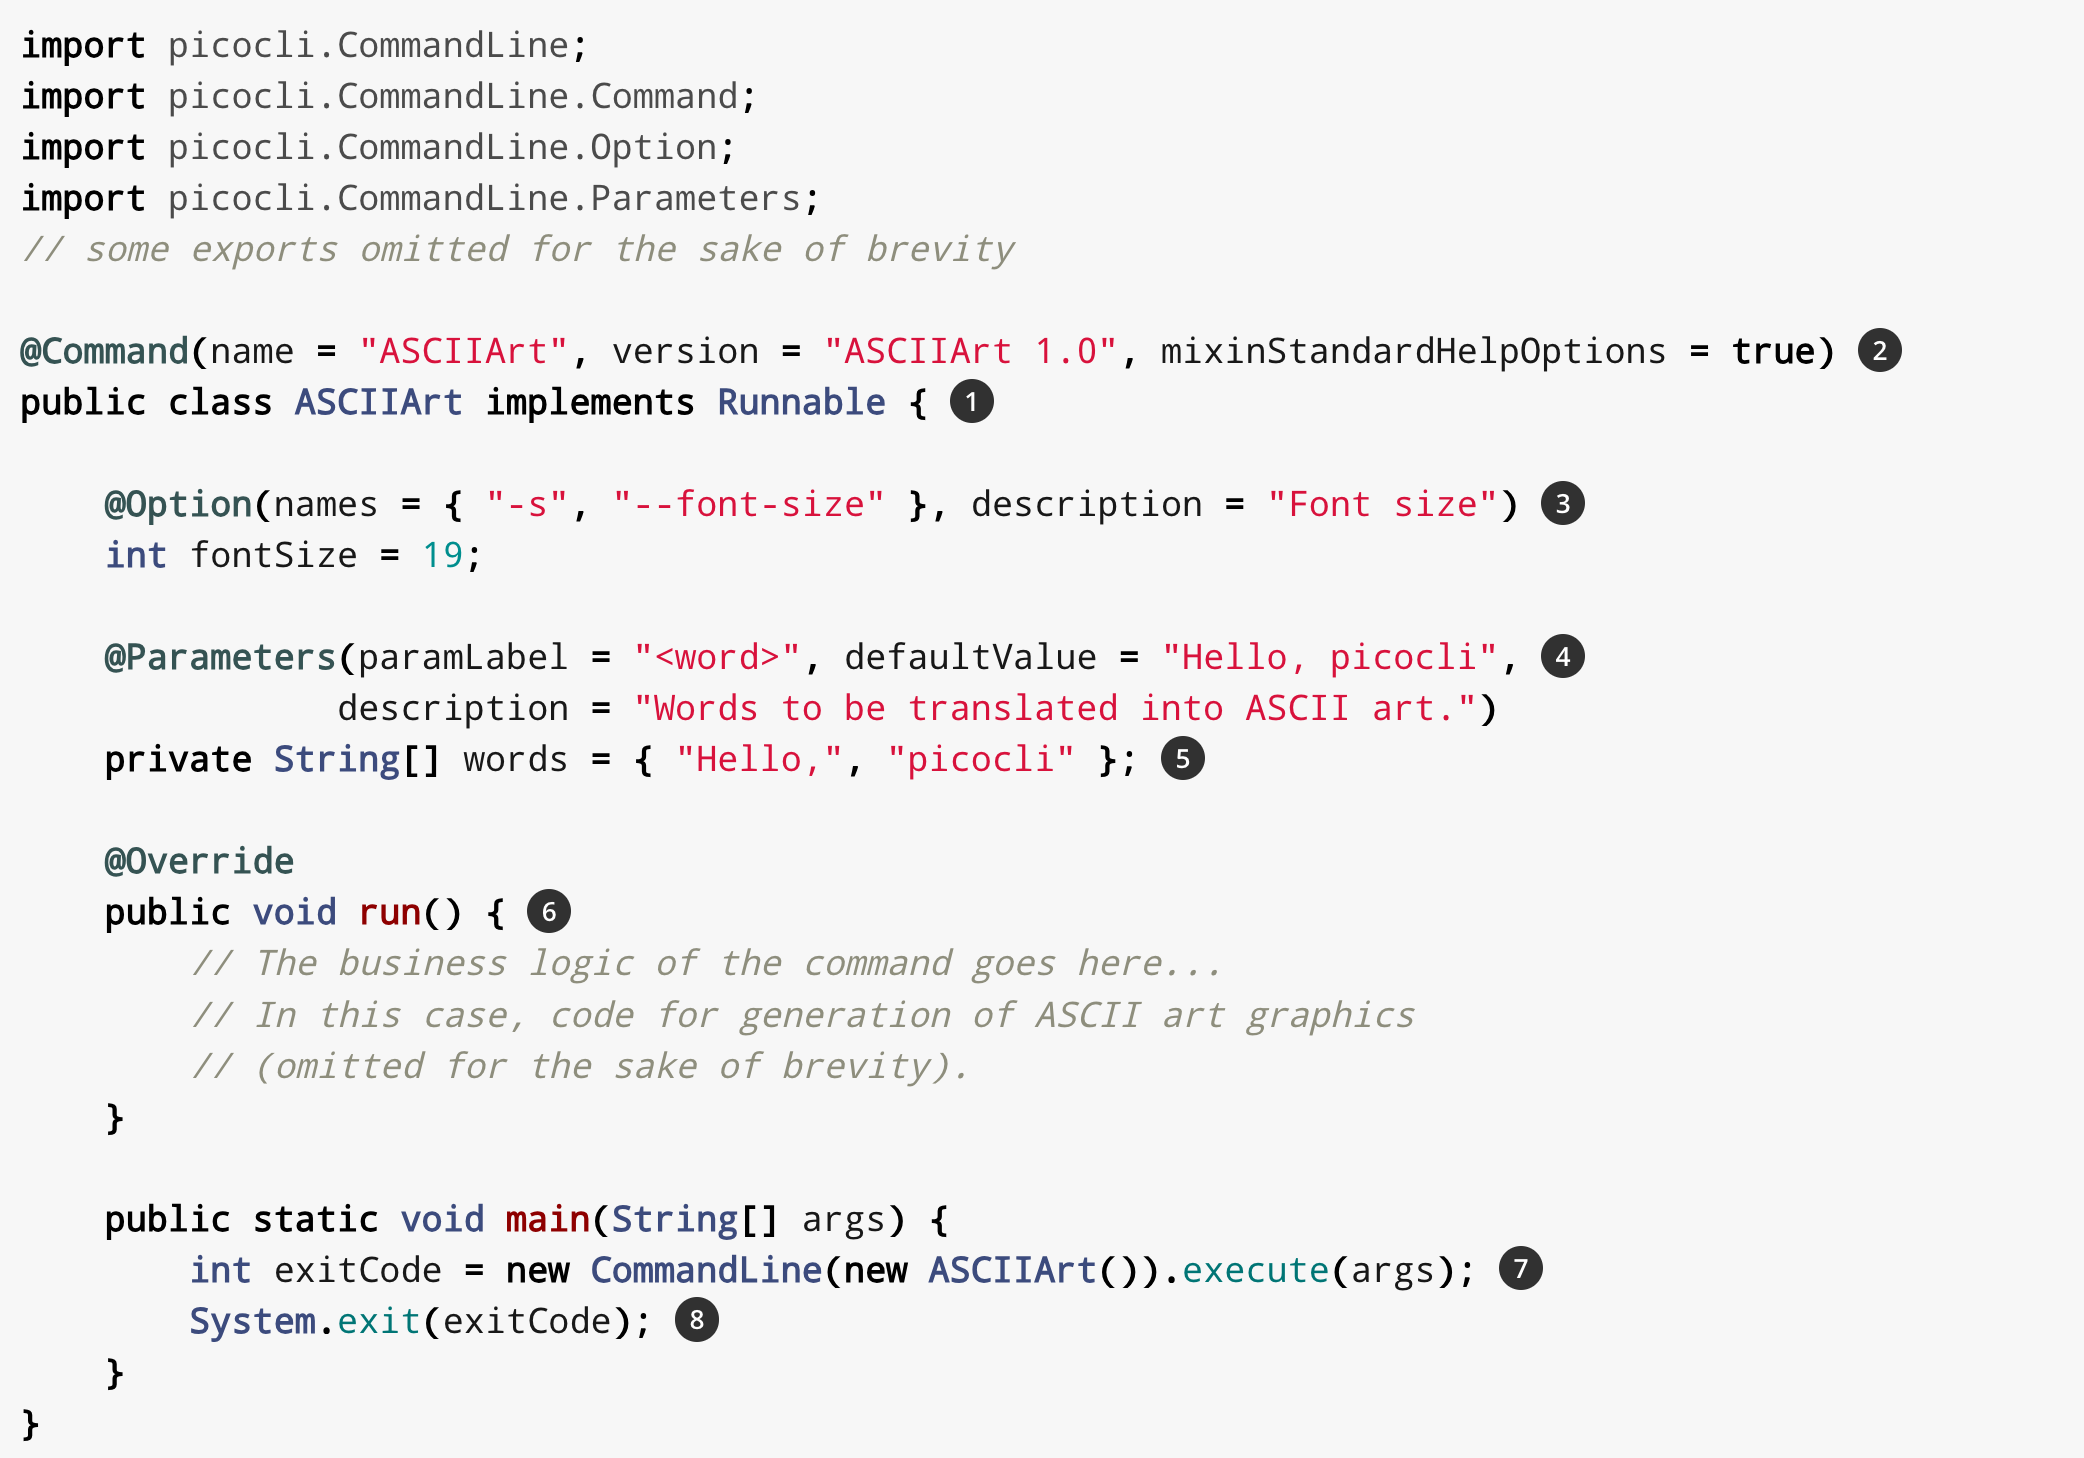 import picocli.CommandLine;
import picocli.CommandLine.Command;
import picocli.CommandLine.Option;
import picocli.CommandLine.Parameters;
// some exports omitted for the sake of brevity
@Command(name = "ASCIIArt", version = "ASCIIArt 1.0", mixinStandardHelpOptions = true) 2
public class ASCIIArt implements Runnable { 1
@Option(names = { "-s", "--font-size" }, description = "Font size") 3
int fontSize = 19;
@Parameters(paramLabel = "<word>", defaultValue = "Hello, picocli", 4
description = "Words to be translated into ASCII art.")
private String[] words = { "Hello,", "picocli" }; 5
@Override
public void run() { 6
// The business logic of the command goes here...
// In this case, code for generation of ASCII art graphics
// (omitted for the sake of brevity).
}
public static void main(String[] args) {
int exitCode = new CommandLine(new ASCIIArt()).execute(args); 7
System.exit(exitCode); 8
}
}